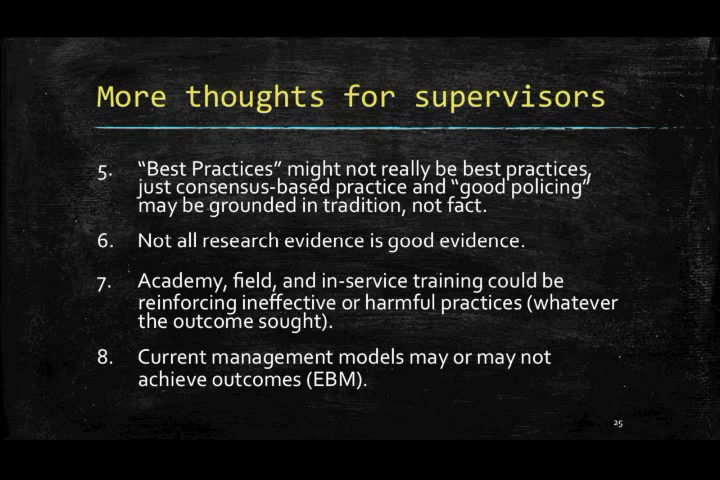 More thoughts for supervisors
5. “Best Practices” might not really be best practices,
just consensus-based practice and “good policing”
may be grounded in tradition, not fact.
6. Not all research evidence is good evidence.
7. Academy, field, and in-service training could be
reinforcing ineffective or harmful practices (whatever
the outcome sought).
8. Current management models may or may not
achieve outcomes (EBM).
25